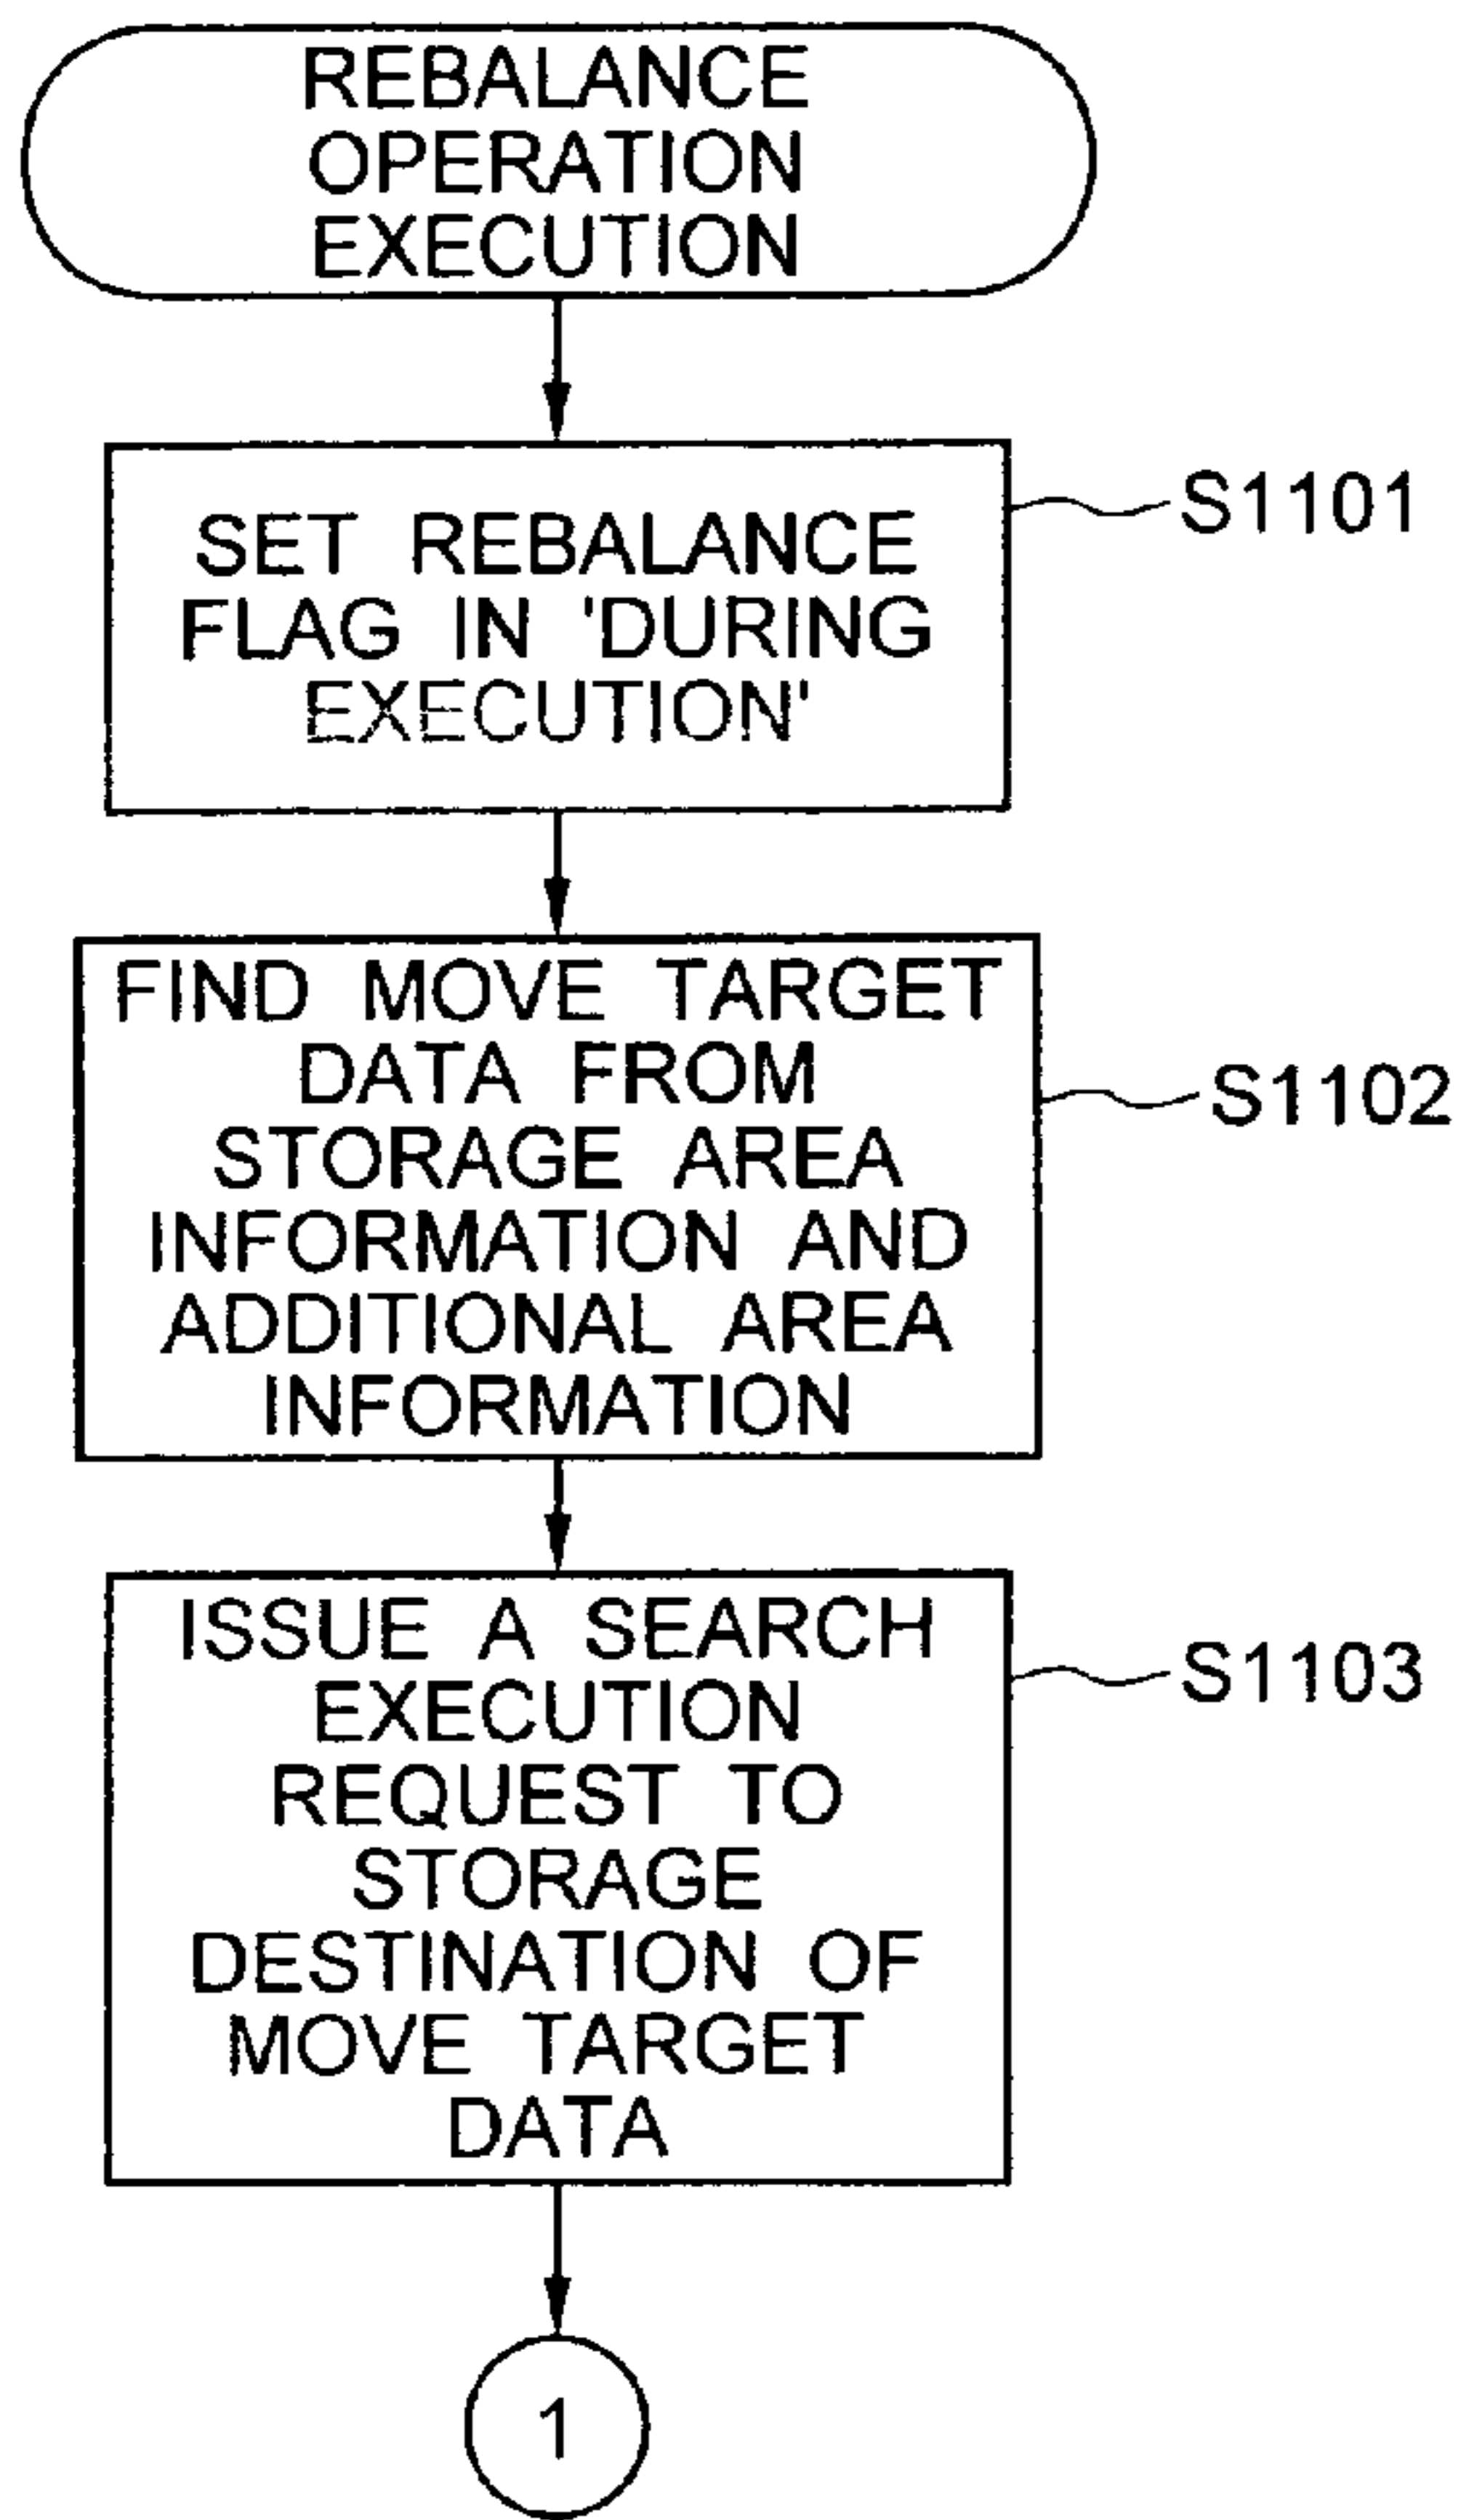 REBALANCE
OPERATION
EXECUTION
SET REBALANCE
FLAG IN 'DURING
EXECUTION'
S1101
FIND MOVE TARGET
DATA FROM
STORAGE AREA
INFORMATION AND
ADDITIONAL AREA
INFORMATION
S1102
ISSUE A SEARCH
EXECUTION
REQUEST TO
STORAGE
DESTINATION OF
MOVE TARGET
DATA
S1103
1